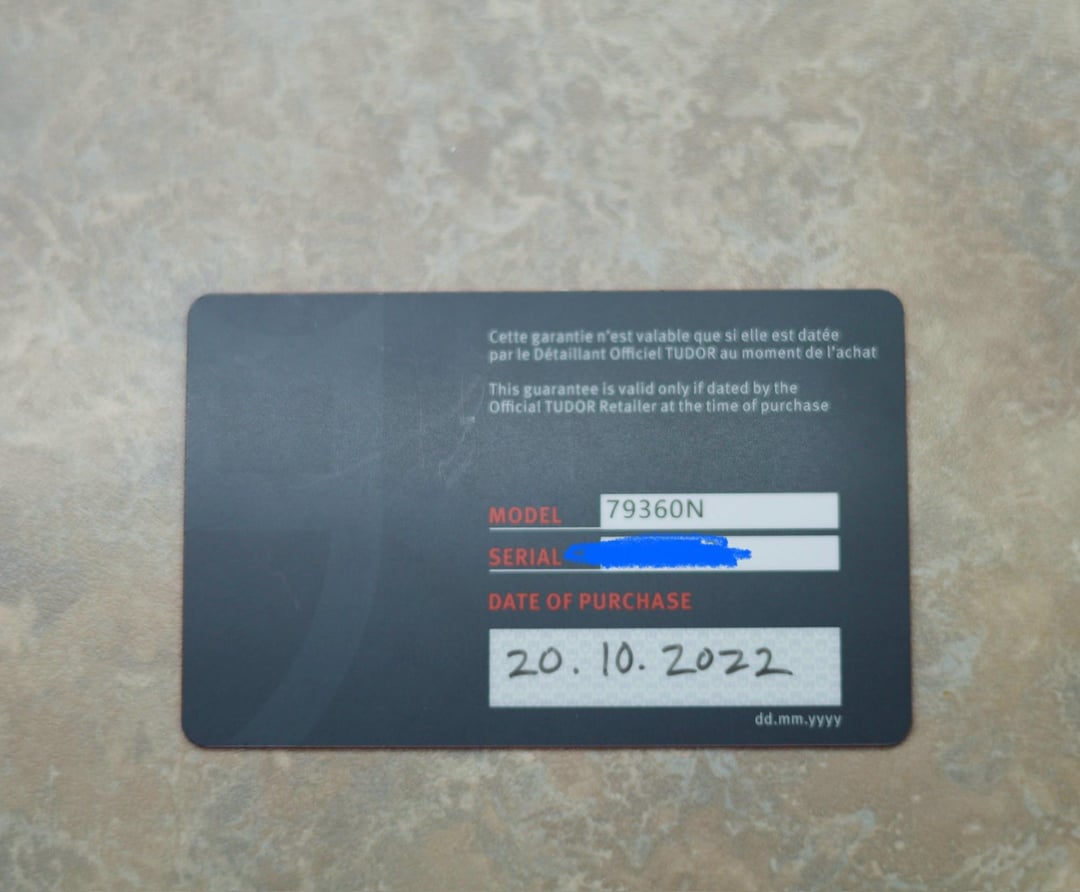 Cette garantie n'est valable que si elle est datée
par le Détaillant Officiel TUDOR au moment de l'achat
This guarantee is valid only if dated by the
Official TUDOR Retailer at the time of purchase
MODEL 79360N
SERIAL
DATE OF PURCHASE
20.10.2022
dd.mm.yyyy